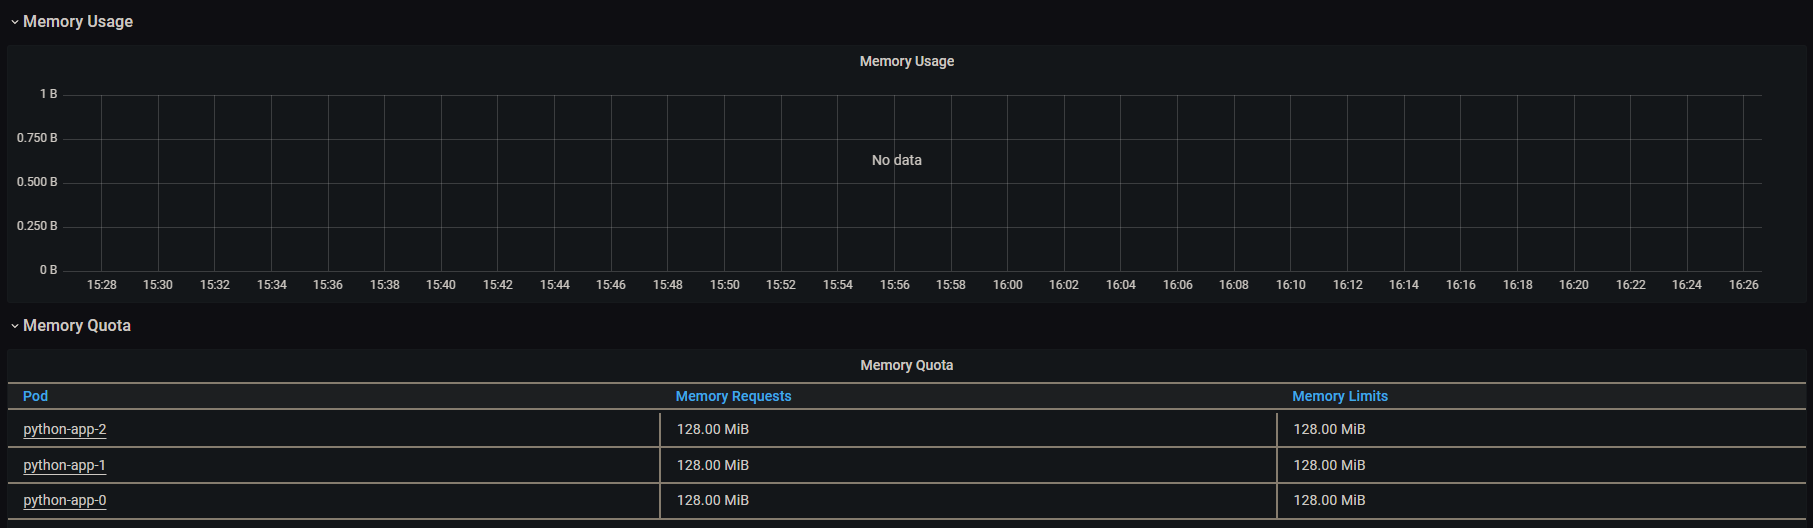 Memory Usage
Memory Usage
1 B
0.750 B
No data
0.500 B
0.250 B
0 B
15:28 15:30 15:32 15:34 15:36 15:38 15:40 15:42 15:44 15:46 15:48 15:50 15:52 15:54 15:56 15:58 16:00 16:02 16:04 16:06 16:08 16:10 16:12 16:14 16:16 16:18 16:20 16:22 16:24 16:26
Memory Quota
Memory Quota
Pod Memory Requests Memory Limits
python-app-2 128.00 MiB 128.00 MiB
python-app-1 128.00 MiB 128.00 MiB
python-app-0 128.00 MiB 128.00 MiB